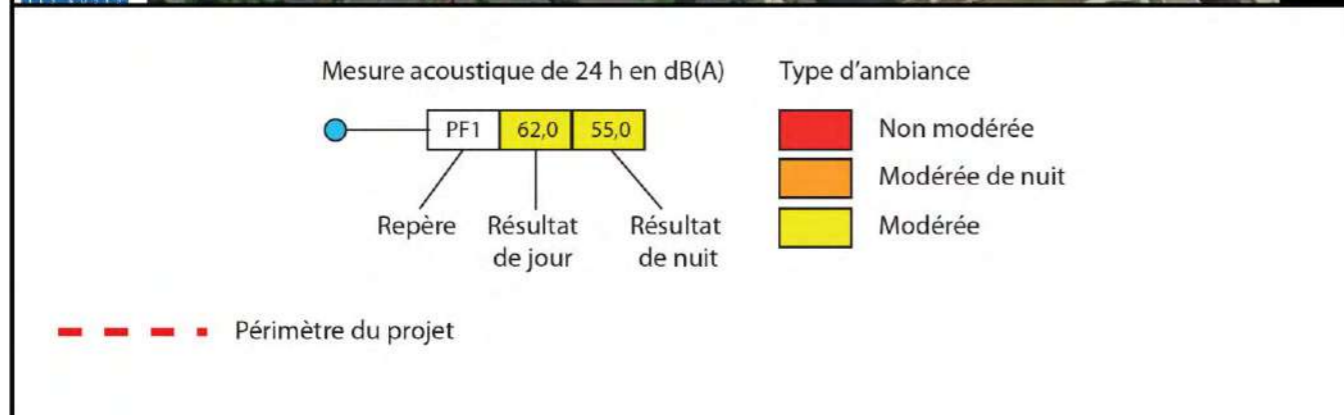 Mesure acoustique de 24 h en dB(A)
PF1 62,0 55,0
Repère
Résultat
de jour
Résultat
de nuit
Type d'ambiance
Non modérée
Modérée de nuit
Modérée
Périmètre du projet